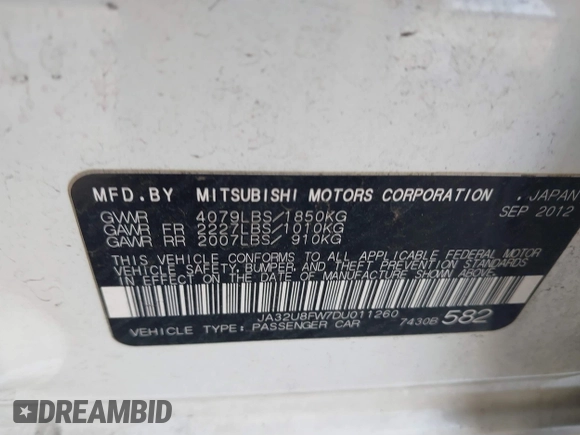 MFD.BY MITSUBISHI MOTORS CORPORATION, JAPAN
SEP 2012
GVWR 4079LBS/1850KG
GAWR FR 2227LBS/1010KG
GAWR RR 2007LBS/ 910KG
THIS VEHICLE CONFORMS TO ALL APPLICABLE FEDERAL MOTOR
VEHICLE SAFETY, BUMPER, AND THEFT PREVENTION STANDARDS
IN EFFECT ON THE DATE OF MANUFACTURE SHOWN ABOVE.
JA32U8FW7DU011260
VEHICLE TYPE: PASSENGER CAR 7430B 582
DREAMBID